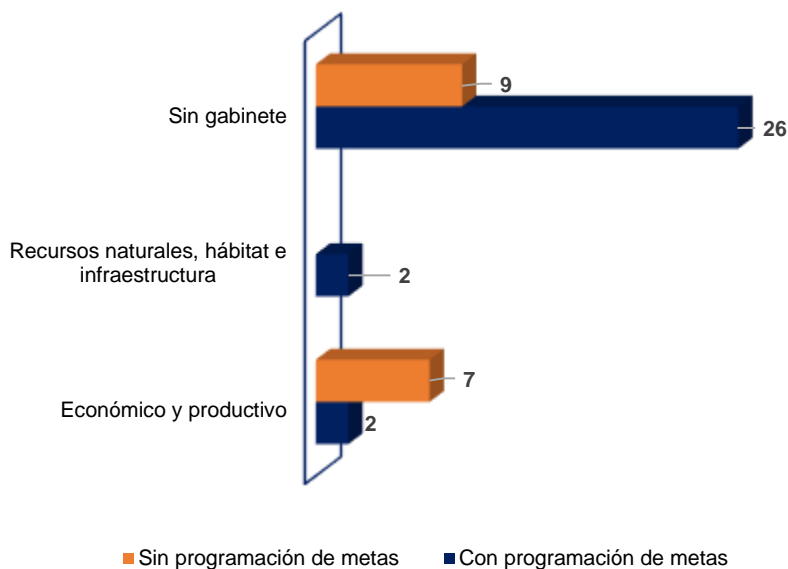 9
Sin gabinete
26
Recursos naturales, hábitat e
infraestructura
2
7
Económico y productivo
2
Sin programación de metas
Con programación de metas